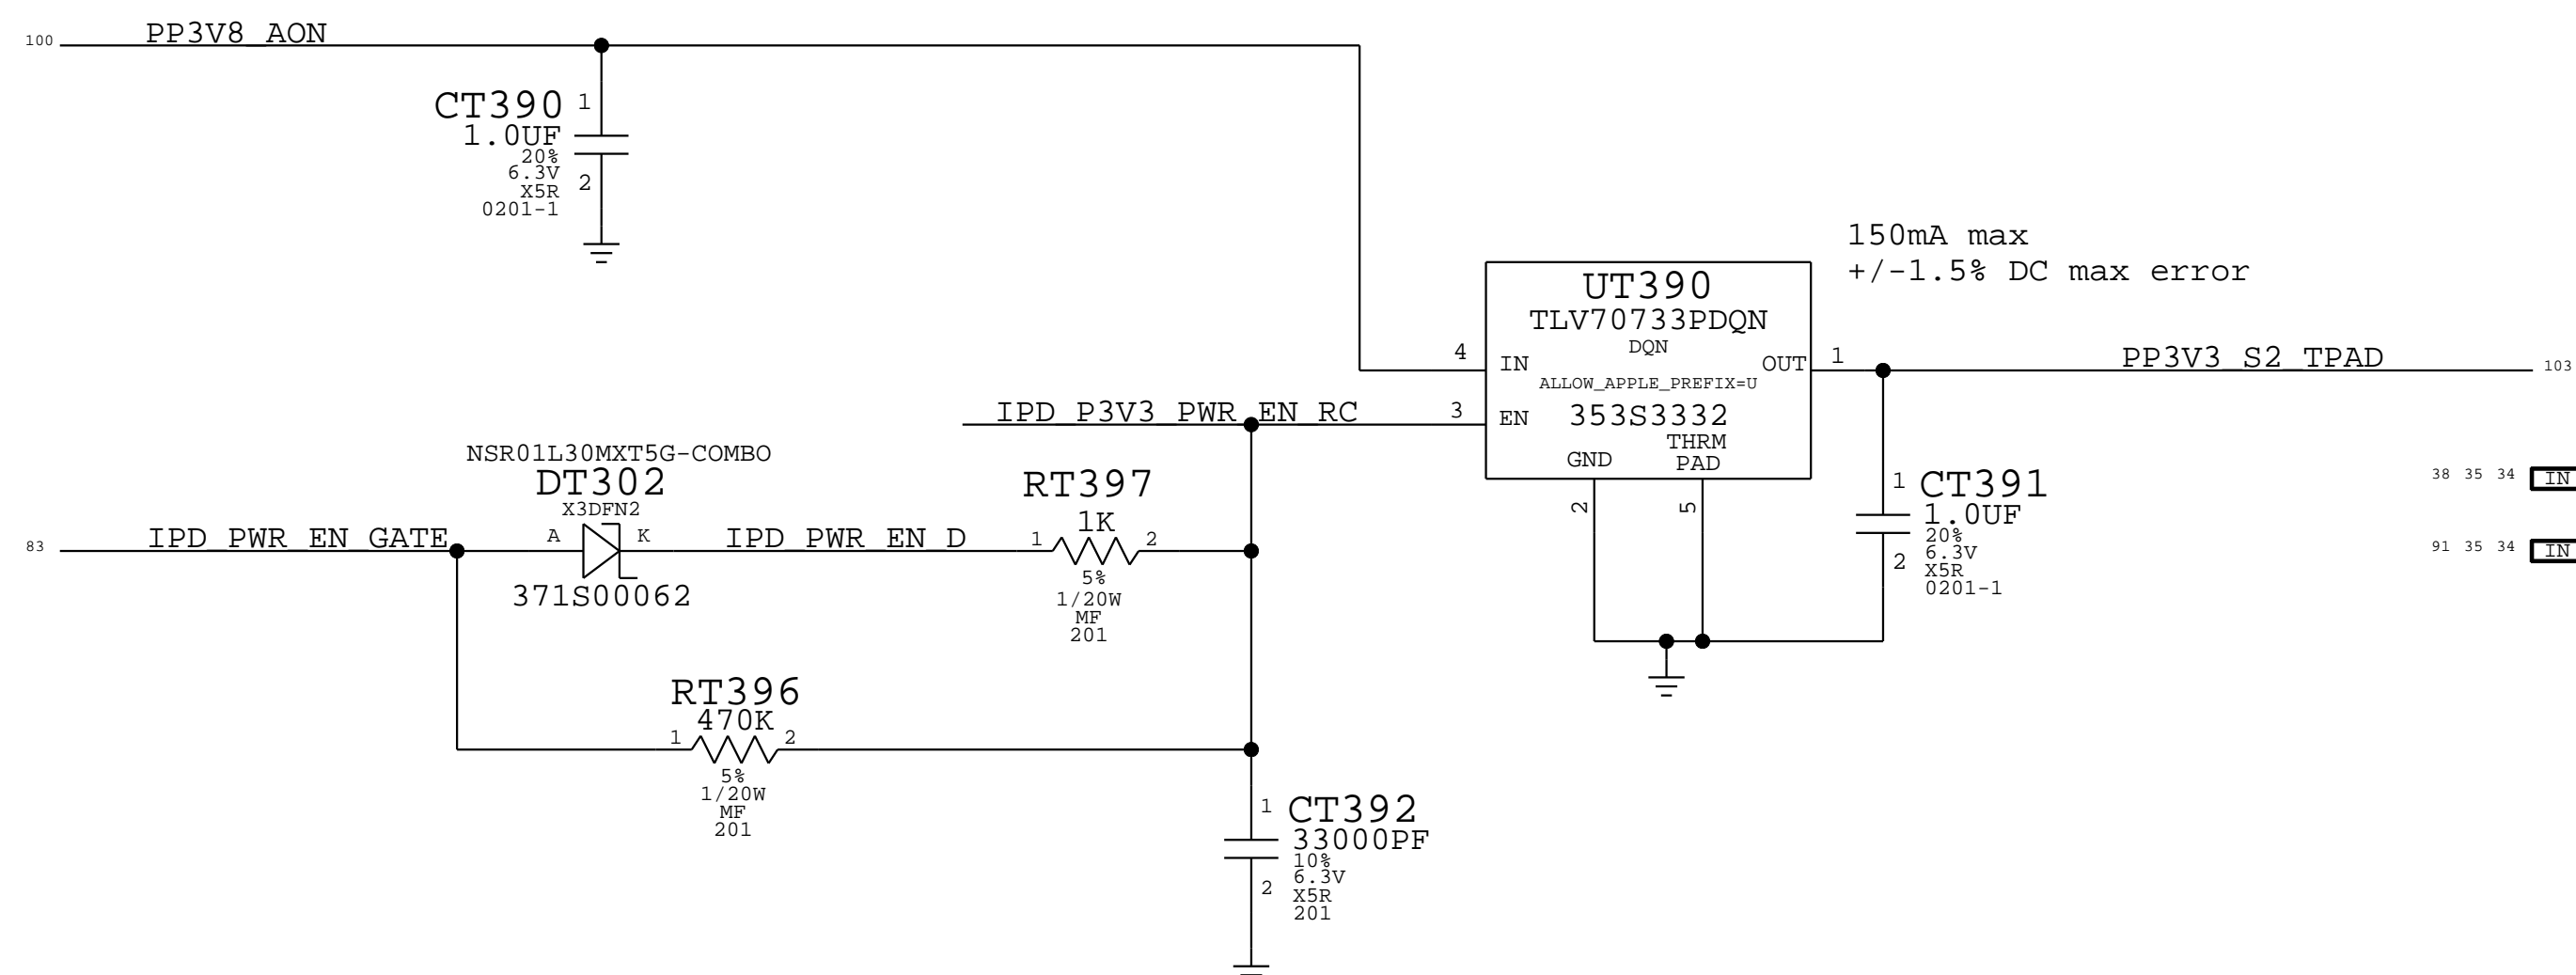 100
PP3V8_AON
CT390
1
1.0UF
20%
6.3V
X5R
2
0201-1
150mA max
+/-1.5% DC max error
UT390
TLV70733PDQN
DQN
4
IN
OUT
1
ALLOW_APPLE_PREFIX=U
PP3V3_S2_TPAD
103
IPD_P3V3_PWR_EN_RC
3
EN
353S3332
THRM
PAD
GND
2
5
NSR01L30MXT5G-COMBO
DT302
X3DFN2
83
IPD_PWR_EN_GATE
A
K
371S00062
IPD_PWR_EN_D
RT397
1K
1
2
5%
1/20W
MF
201
1
CT391
1.0UF
20%
6.3V
2
X5R
0201-1
38 35 34
IN
91 35 34
IN
RT396
470K
1
2
5%
1/20W
MF
201
1
CT392
33000PF
10%
6.3V
2
X5R
201